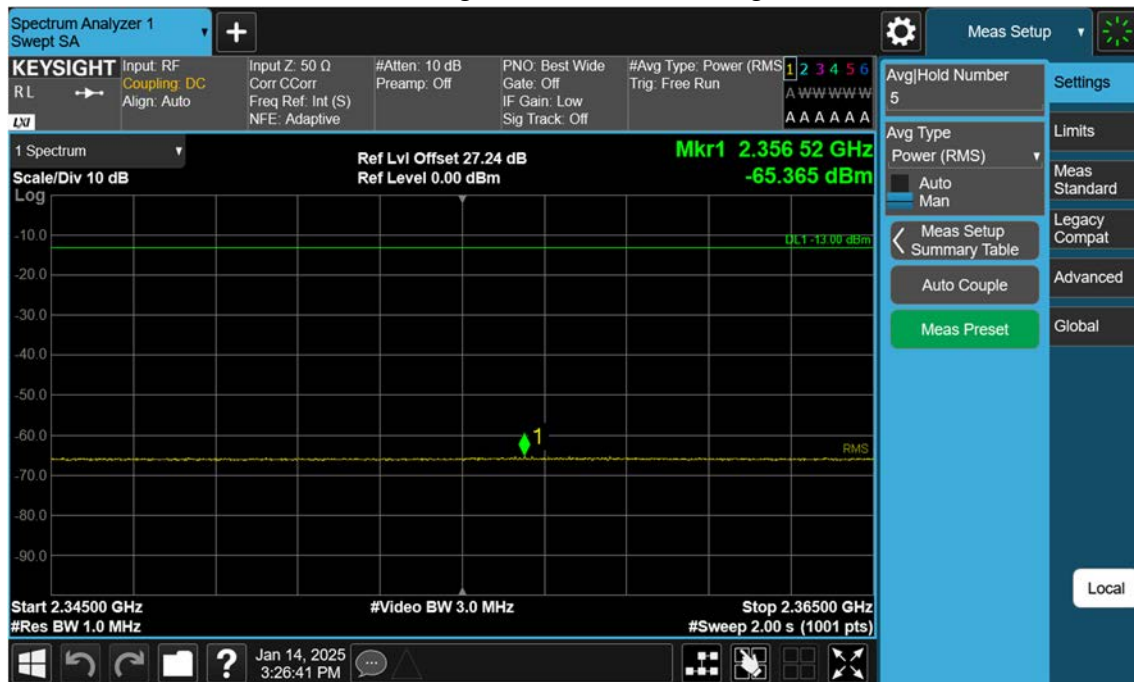 Spectrum Analyzer 1
Swept SA
+
Meas Setup
KEYSIGHT
RL
LXI
Input: RF
Coupling: DC
Align: Auto
Input Z: 50 Ω
Corr CCorr
Freq Ref: Int (S)
NFE: Adaptive
#Atten: 10 dB
Preamp: Off
PNO: Best Wide
Gate: Off
IF Gain: Low
Sig Track: Off
#Avg Type: Power (RMS
Trig: Free Run
1 2 3 4 5 6
A W W W W W
A A A A A A
1 Spectrum
Scale/Div 10 dB
Ref Lvl Offset 27.24 dB
Ref Level 0.00 dBm
Mkr1 2.356 52 GHz
-65.365 dBm
Log
-10.0
-20.0
-30.0
-40.0
-50.0
-60.0
-70.0
-80.0
-90.0
DL1 -13.00 dBm
1
RMS
Start 2.34500 GHz
#Res BW 1.0 MHz
#Video BW 3.0 MHz
Stop 2.36500 GHz
#Sweep 2.00 s (1001 pts)
Avg|Hold Number
5
Avg Type
Power (RMS)
Auto
Man
Meas Setup
Summary Table
Auto Couple
Meas Preset
Settings
Limits
Meas
Standard
Legacy
Compat
Advanced
Global
Local
?
Jan 14, 2025
3:26:41 PM